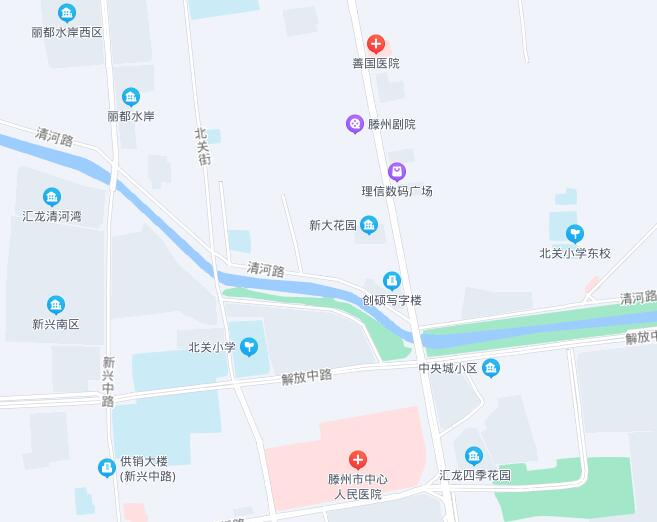 丽都水岸西区
善国医院
丽都水岸
滕州剧院
清河路
北关街
理信数码广场
汇龙清河湾
新大花园
北关小学东校
清河路
创硕写字楼
清河路
新兴南区
解放中
北关小学
中央城小区
解放中路
新兴中路
供销大楼
(新兴中路)
汇龙四季花园
滕州市中心
人民医院
路